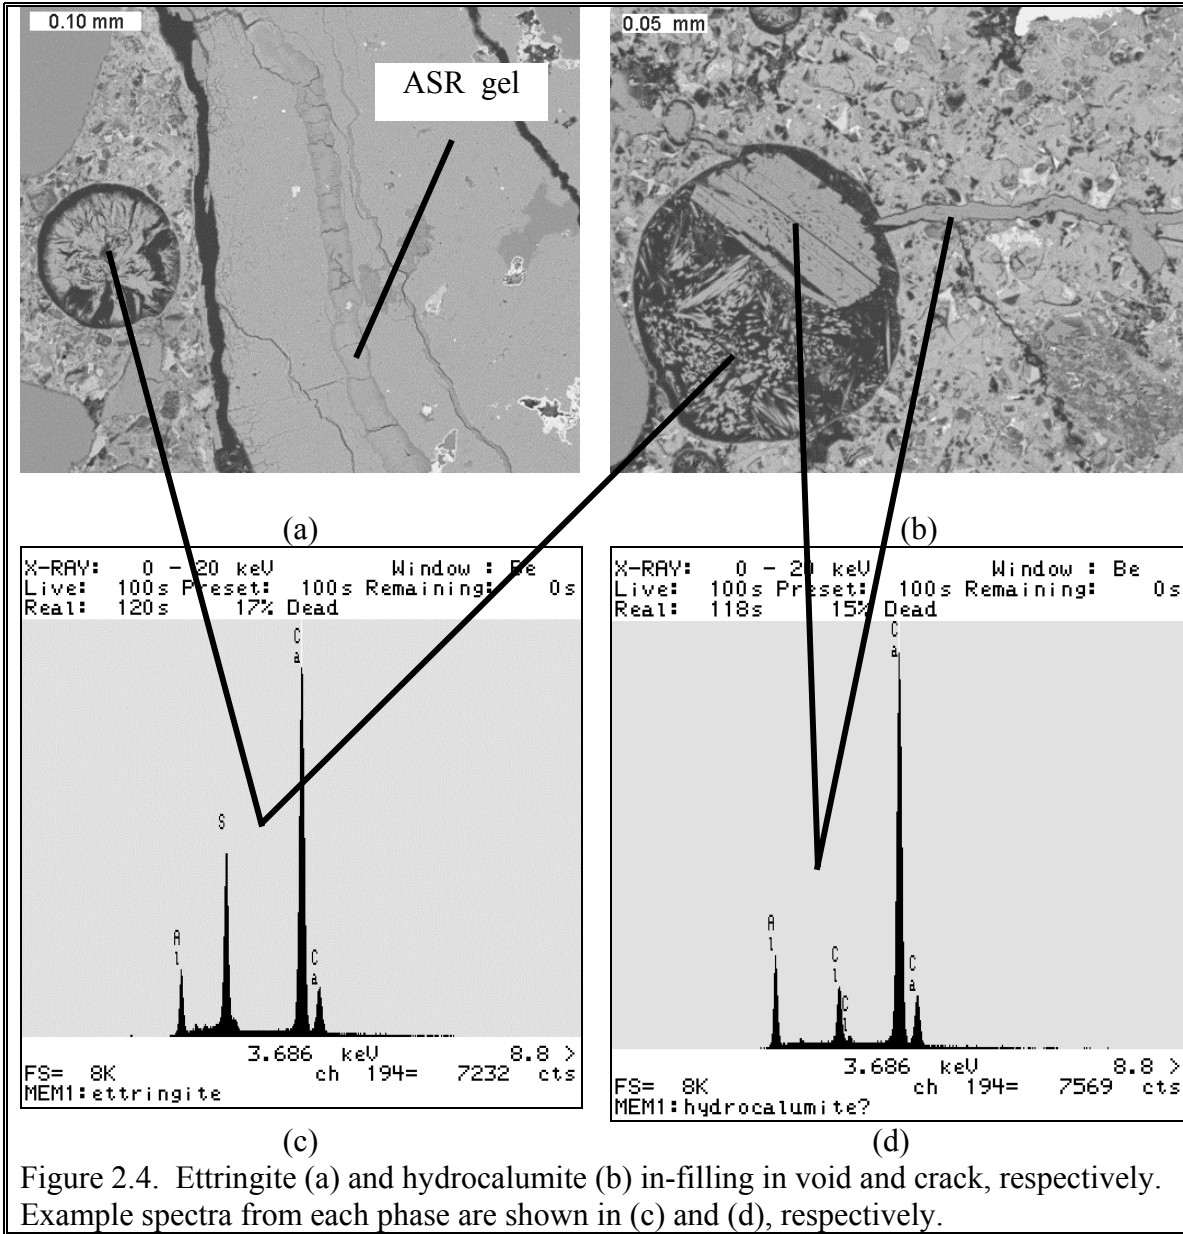 0.10 mm
ASR gel
0.05 mm
(a)
(b)
X-RAY: 0 - 20 keV Window : Be
Live: 100s Preset: 100s Remaining: 0s
Real: 120s 17% Dead
Ca
S
Al
Ca
3.686 keV 8.8 >
FS= 8K ch 194= 7232 cts
MEM1:ettringite
X-RAY: 0 - 20 keV Window : Be
Live: 100s Preset: 100s Remaining: 0s
Real: 118s 15% Dead
Ca
Al
Cl
Cl
Ca
3.686 keV 8.8 >
FS= 8K ch 194= 7569 cts
MEM1:hydrocalumite?
(c)
(d)
Figure 2.4. Ettringite (a) and hydrocalumite (b) in-filling in void and crack, respectively.
Example spectra from each phase are shown in (c) and (d), respectively.